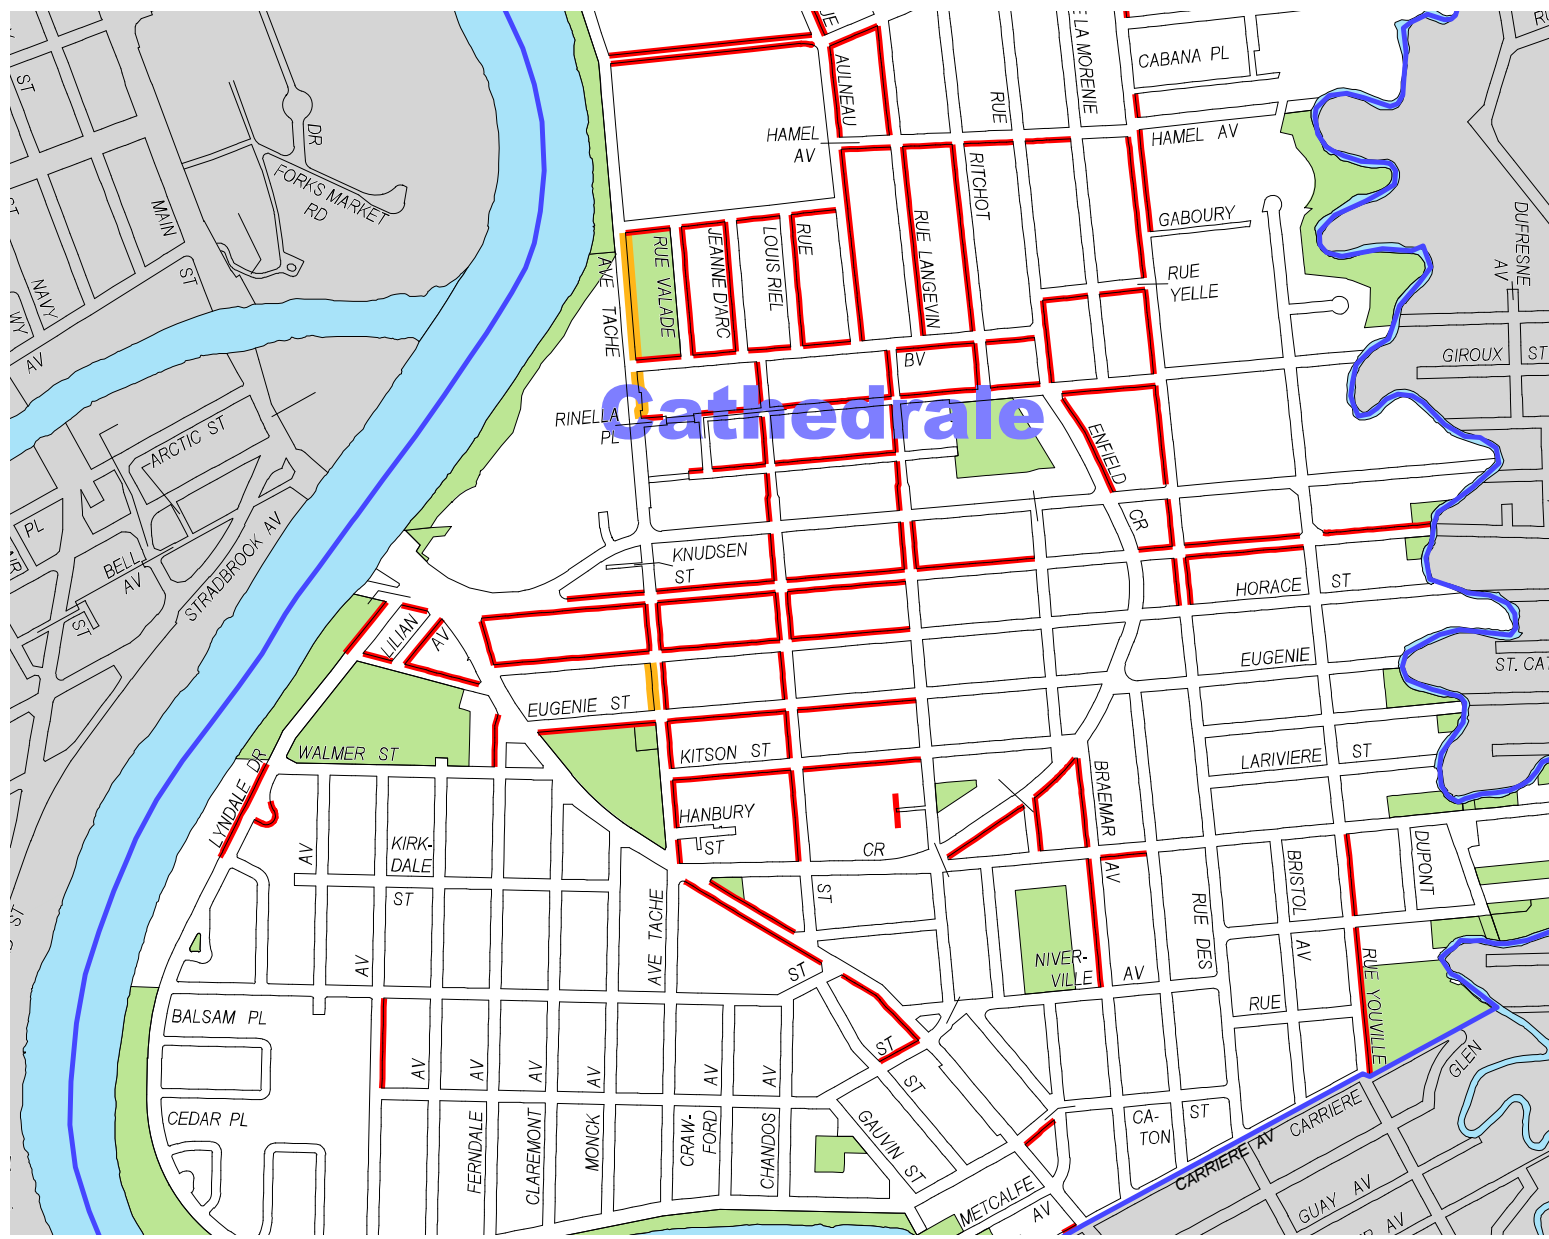 RUE
LA MORENIE
CABANA PL
ST
AULNEAU
RUE
DR
HAMEL
AV
HAMEL AV
FORKS MARKET
RD
RITCHOT
MAIN
ST
ST
RUE LANGEVIN
GABOURY
DUFRESNE
AV
RUE VALADE
JEANNE D'ARC
LOUIS RIEL
RUE
AVE TACHE
RUE
YELLE
NAVY
WY
AV
BV
GIROUX ST
Cathedrale
RINELLA
PL
ARCTIC ST
ENFIELD
CR
PL
STRADBROOK AV
BELL
AV
ST
KNUDSEN
ST
HORACE ST
LILIAN
AV
EUGENIE
ST. CAT
EUGENIE ST
WALMER ST
KITSON ST
LARIVIERE ST
LYNDALE DR
BRAEMAR
AV
HANBURY
ST
CR
KIRK-
DALE
ST
AV
BRISTOL
AV
DUPONT
ST
AVE TACHE
RUE DES
ST
AV
ST
NIVER-
VILLE
AV
RUE
RUE YOUVILLE
BALSAM PL
ST
GLEN
AV
AV
AV
AV
AV
AV
ST
CEDAR PL
FERNDALE
CLAREMONT
MONCK
CRAW-
FORD
CHANDOS
GAUVIN ST
CA-
TON
ST
CARRIERE
CARRIERE AV
METCALFE
AV
GUAY AV
AV